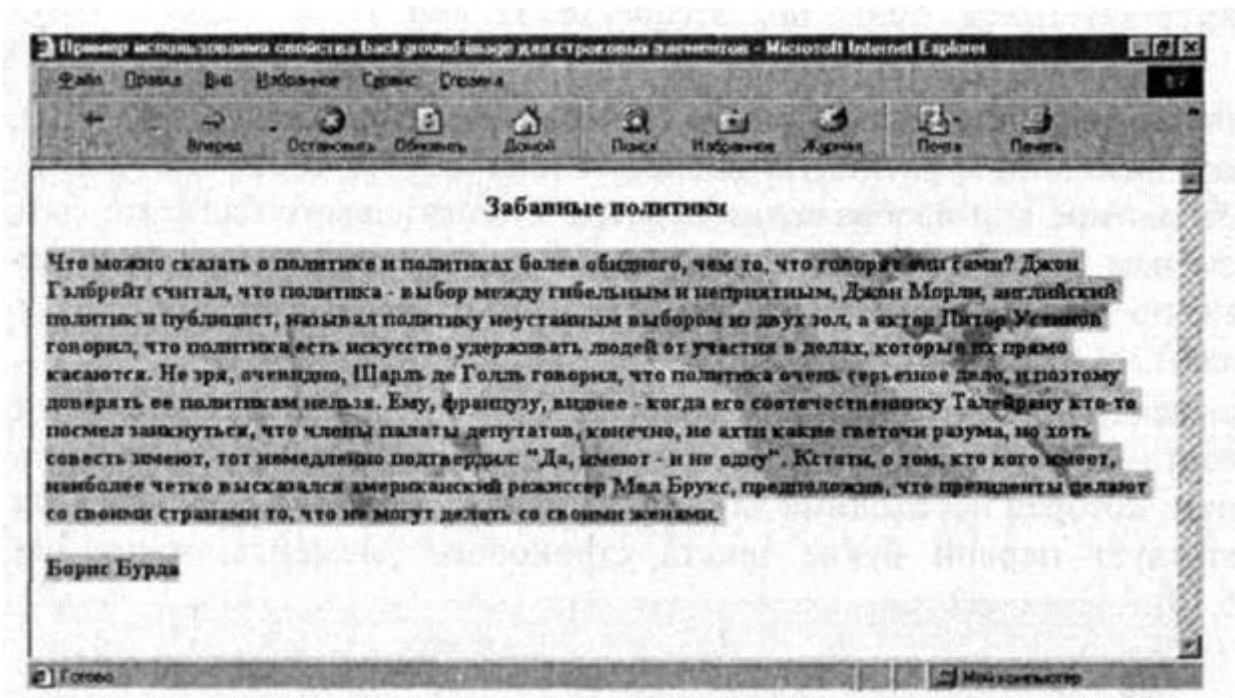 Пример использования свойства background-image для строковых элементов - Microsoft Internet Explorer
Файл Правка Вид Избранное Сервис Справка
Вперед Остановить Обновить Домой Поиск Избранное Журнал Почта Печать
Забавные политики
Что можно сказать о политике и политиках более обидного, чем то, что говорят они сами? Джон
Гэлбрейт считал, что политика - выбор между гибельным и неприятным, Джон Морли, английский
политик и публицист, называл политику неустанным выбором из двух зол, а актер Питер Устинов
говорил, что политика есть искусство удерживать людей от участия в делах, которые их прямо
касаются. Не зря, очевидно, Шарль де Голль говорил, что политика очень серьезное дело, и поэтому
доверять ее политикам нельзя. Ему, французу, виднее - когда его соотечественнику Талейрану кто-то
посмел заикнуться, что члены палаты депутатов, конечно, не ахти какие светочи разума, но хоть
совесть имеют, тот немедленно подтвердил: "Да, имеют - и не одну". Кстати, о том, кто кого имеет,
наиболее четко высказался американский режиссер Мел Брукс, предположив, что президенты делают
со своими странами то, что не могут делать со своими женами.
Борис Бурда
Готово
Мой компьютер